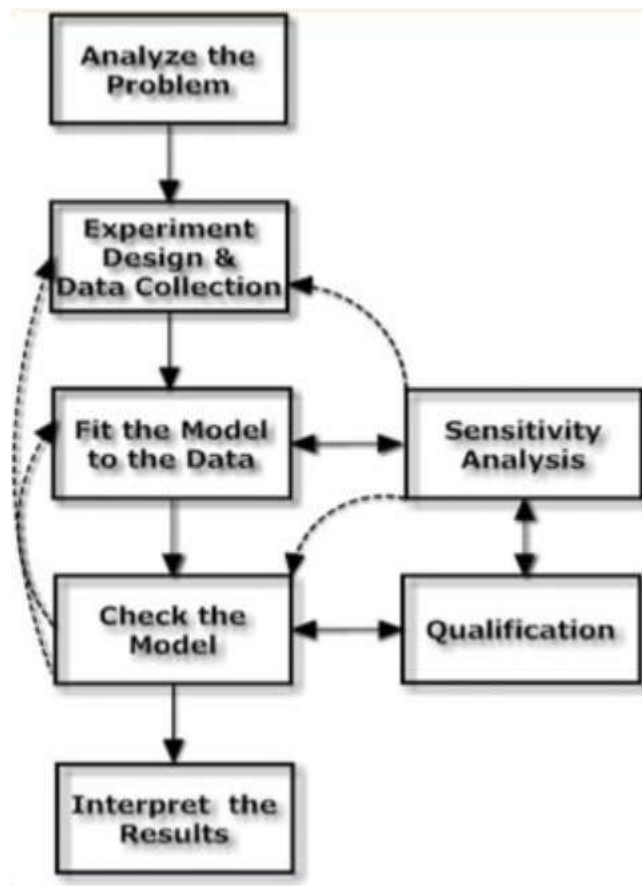 Analyze the
Problem
Experiment
Design &
Data Collection
Fit the Model
to the Data
Sensitivity
Analysis
Check the
Model
Qualification
Interpret the
Results